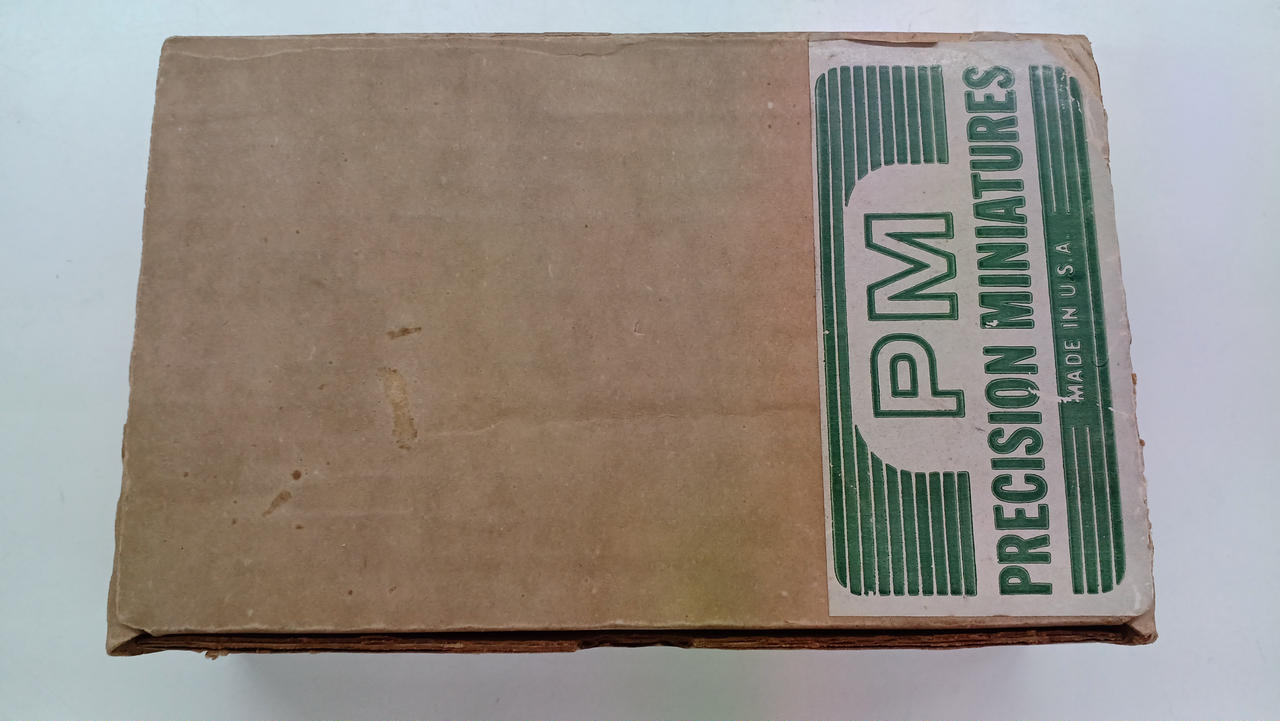 PM
PRECISION MINIATURES
MADE IN U.S.A.